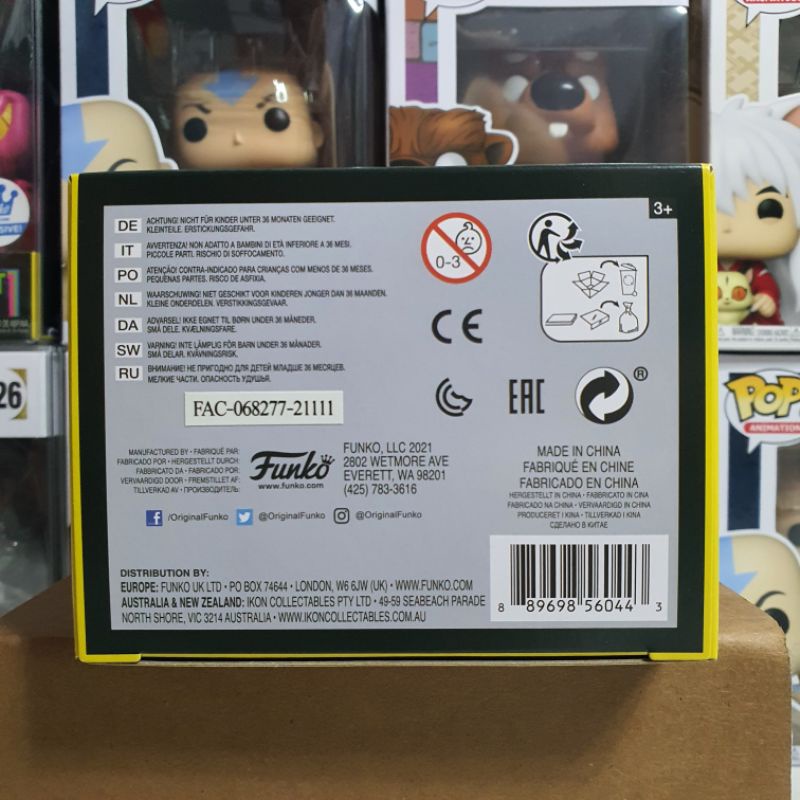 3+
DE ACHTUNG! NICHT FÜR KINDER UNTER 36 MONATEN GEEIGNET.
KLEINTEILE. ERSTICKUNGSGEFAHR.
IT AVVERTENZA! NON ADATTO A BAMBINI DI ETÀ INFERIORE A 36 MESI.
PICCOLE PARTI. RISCHIO DI SOFFOCAMENTO.
PO ATENÇÃO! CONTRA-INDICADO PARA CRIANÇAS COM MENOS DE 36 MESES.
PEQUENAS PARTES. RISCO DE ASFIXIA.
NL WAARSCHUWING! NIET GESCHIKT VOOR KINDEREN JONGER DAN 36 MAANDEN.
KLEINE ONDERDELEN. VERSTIKKINGSGEVAAR.
DA ADVARSEL! IKKE EGNET TIL BØRN UNDER 36 MÅNEDER.
SMÅ DELE. KVÆLNINGSFARE.
SW VARNING! INTE LÄMPLIG FÖR BARN UNDER 36 MÅNADER.
SMÅ DELAR. KVÄVNINGSRISK.
RU ВНИМАНИЕ! НЕ ПРИГОДНО ДЛЯ ДЕТЕЙ МЛАДШЕ 36 МЕСЯЦЕВ.
МЕЛКИЕ ЧАСТИ. ОПАСНОСТЬ УДУШЬЯ.
0-3
CE
EAC
®
FAC-068277-21111
MANUFACTURED BY • FABRIQUÉ PAR
FABRICADO POR • HERGESTELLT DURCH
FABBRICATO DA • FABRICADO POR:
VERVAARDIGD DOOR • FREMSTILLET AF:
TILLVERKAD AV • ПРОИЗВОДИТЕЛЬ:
Funko
www.funko.com
FUNKO, LLC 2021
2802 WETMORE AVE
EVERETT, WA 98201
(425) 783-3616
MADE IN CHINA
FABRIQUÉ EN CHINE
FABRICADO EN CHINA
HERGESTELLT IN CHINA • FABBRICATO IN CINA
FABRICADO NA CHINA • VERVAARDIGD IN CHINA
PRODUCERET I KINA • TILLVERKAD I KINA
СДЕЛАНО В КИТАЕ
f /OriginalFunko @OriginalFunko @OriginalFunko
DISTRIBUTION BY:
EUROPE: FUNKO UK LTD • PO BOX 74644 • LONDON, W6 6JW (UK) • WWW.FUNKO.COM
AUSTRALIA & NEW ZEALAND: IKON COLLECTABLES PTY LTD • 49-59 SEABEACH PARADE
NORTH SHORE, VIC 3214 AUSTRALIA • WWW.IKONCOLLECTABLES.COM.AU
8 89698 56044 3
26
POP
ANIMATION